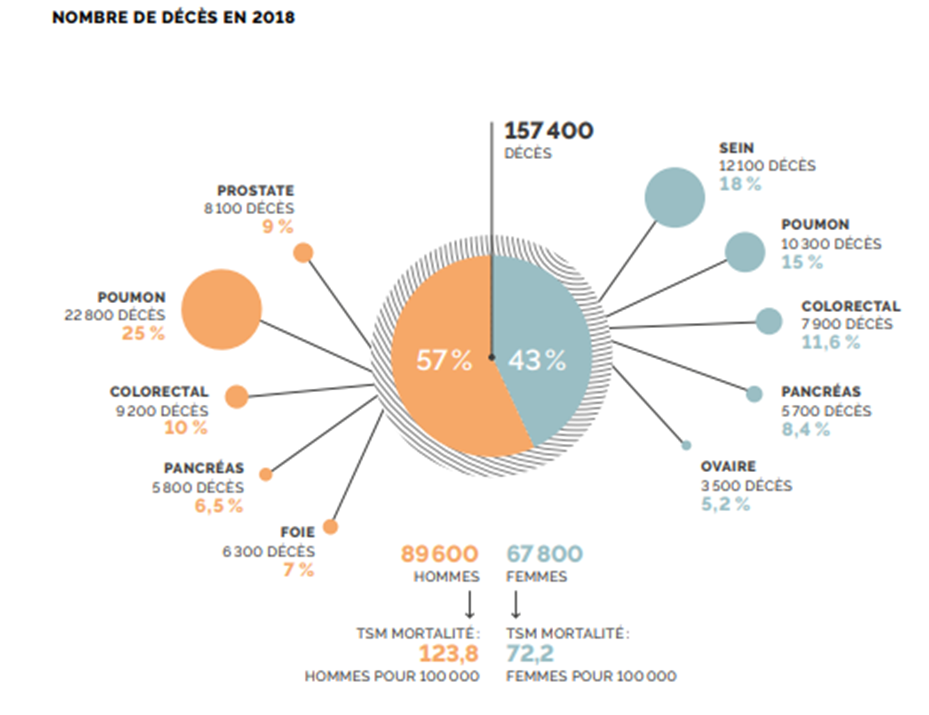 NOMBRE DE DÉCÈS EN 2018
157 400
DÉCÈS
PROSTATE
8 100 DÉCÈS
9 %
POUMON
22 800 DÉCÈS
25 %
COLORECTAL
9 200 DÉCÈS
10 %
PANCRÉAS
5 800 DÉCÈS
6,5 %
FOIE
6 300 DÉCÈS
7 %
57 %
43 %
SEIN
12 100 DÉCÈS
18 %
POUMON
10 300 DÉCÈS
15 %
COLORECTAL
7 900 DÉCÈS
11,6 %
PANCRÉAS
5 700 DÉCÈS
8,4 %
OVAIRE
3 500 DÉCÈS
5,2 %
89 600
HOMMES
TSM MORTALITÉ :
123,8
HOMMES POUR 100 000
67 800
FEMMES
TSM MORTALITÉ :
72,2
FEMMES POUR 100 000